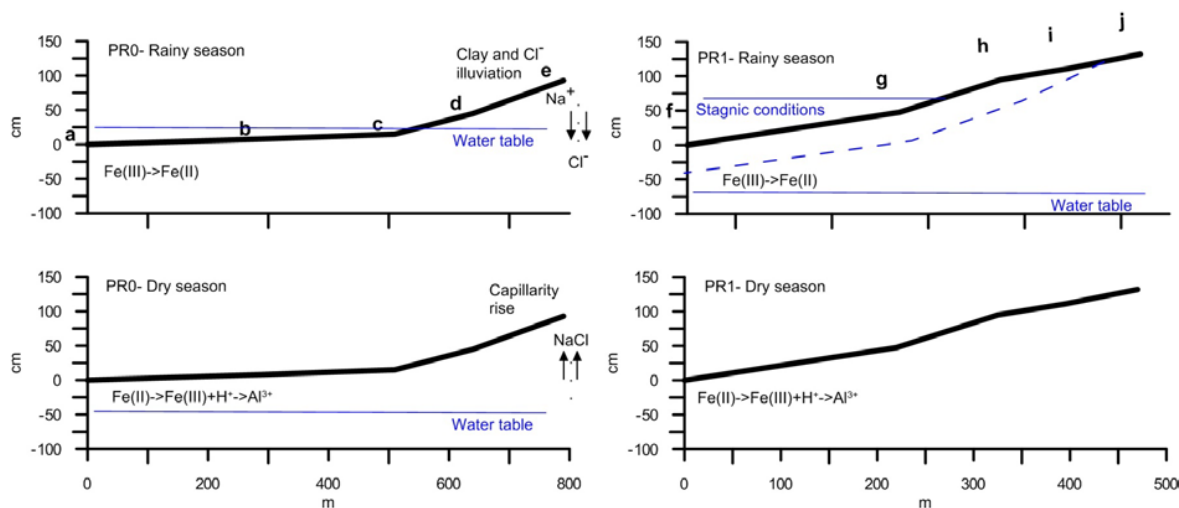 PR0- Rainy season
150
100
50
0
-50
-100
cm
a
b
c
d
e
Clay and Cl⁻
illuviation
Na⁺
Cl⁻
Water table
Fe(III)->Fe(II)
PR1- Rainy season
150
100
50
0
-50
-100
cm
f
g
h
i
j
Stagnic conditions
Fe(III)->Fe(II)
Water table
PR0- Dry season
150
100
50
0
-50
-100
cm
Capillarity
rise
NaCl
Fe(II)->Fe(III)+H⁺->Al³⁺
Water table
0 200 400 600 800
m
PR1- Dry season
150
100
50
0
-50
-100
cm
Fe(II)->Fe(III)+H⁺->Al³⁺
0 100 200 300 400 500
m